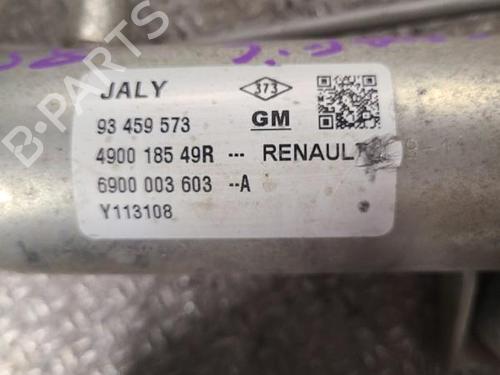 JALY 373
93 459 573 GM
4900 185 49R --- RENAULT
6900 003 603 --A
Y113108
B-PARTS